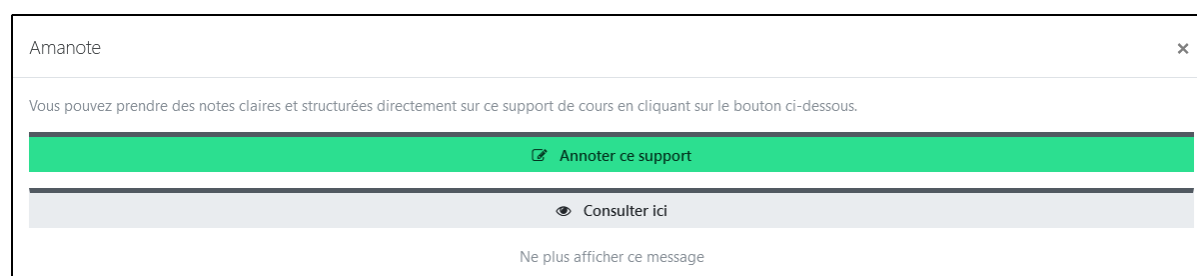 Amanote ×
Vous pouvez prendre des notes claires et structurées directement sur ce support de cours en cliquant sur le bouton ci-dessous.
Annoter ce support
Consulter ici
Ne plus afficher ce message